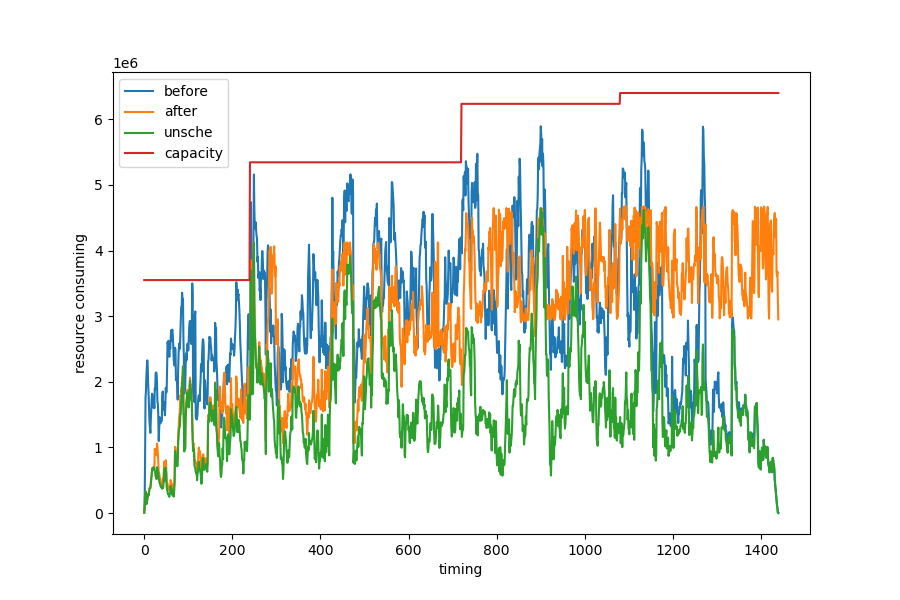 1e6
before
after
unsche
capacity
6
5
4
3
2
1
0
resource consuming
0 200 400 600 800 1000 1200 1400
timing